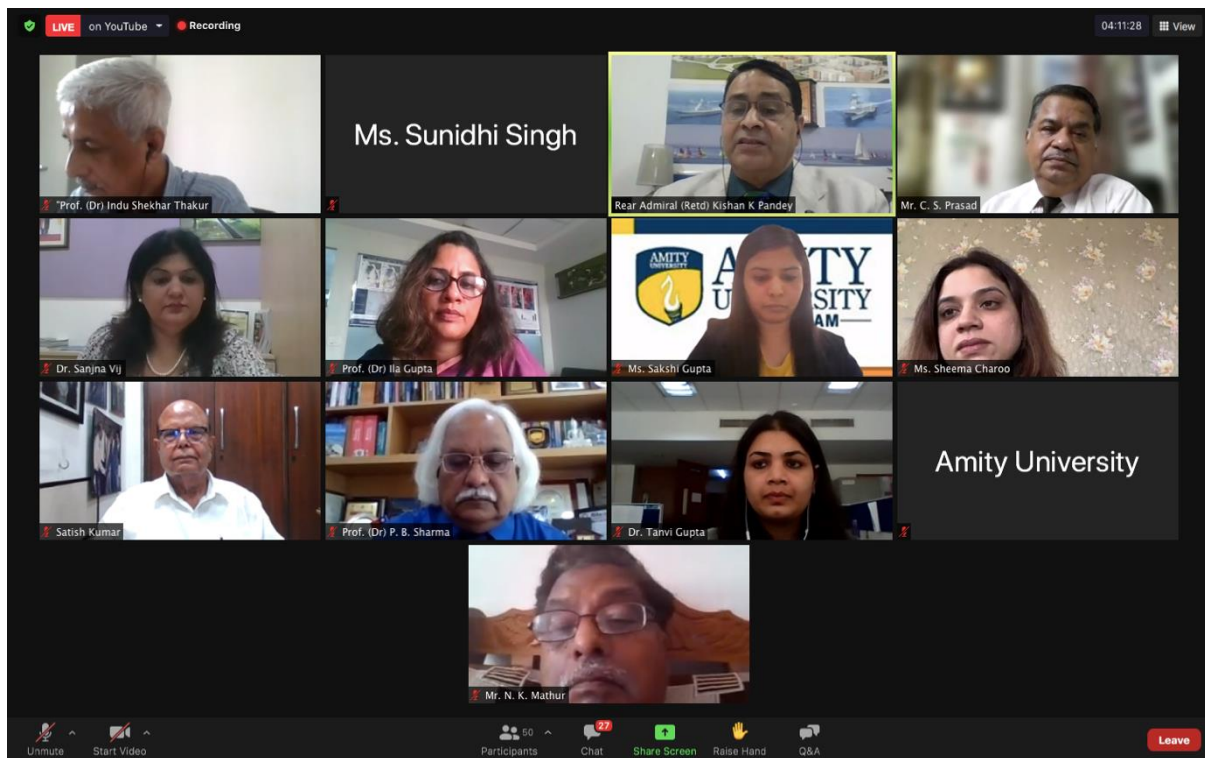 LIVE on YouTube Recording 04:11:28 View
Ms. Sunidhi Singh
"Prof. (Dr) Indu Shekhar Thakur
Rear Admiral (Retd) Kishan K Pandey
Mr. C. S. Prasad
AMITY
UNIVERSITY
Dr. Sanjna Vij
Prof. (Dr) Ila Gupta
Ms. Sakshi Gupta
Ms. Sheema Charoo
Amity University
Satish Kumar
Prof. (Dr) P. B. Sharma
Dr. Tanvi Gupta
Mr. N. K. Mathur
50
27
Unmute Start Video Participants Chat Share Screen Raise Hand Q&A Leave